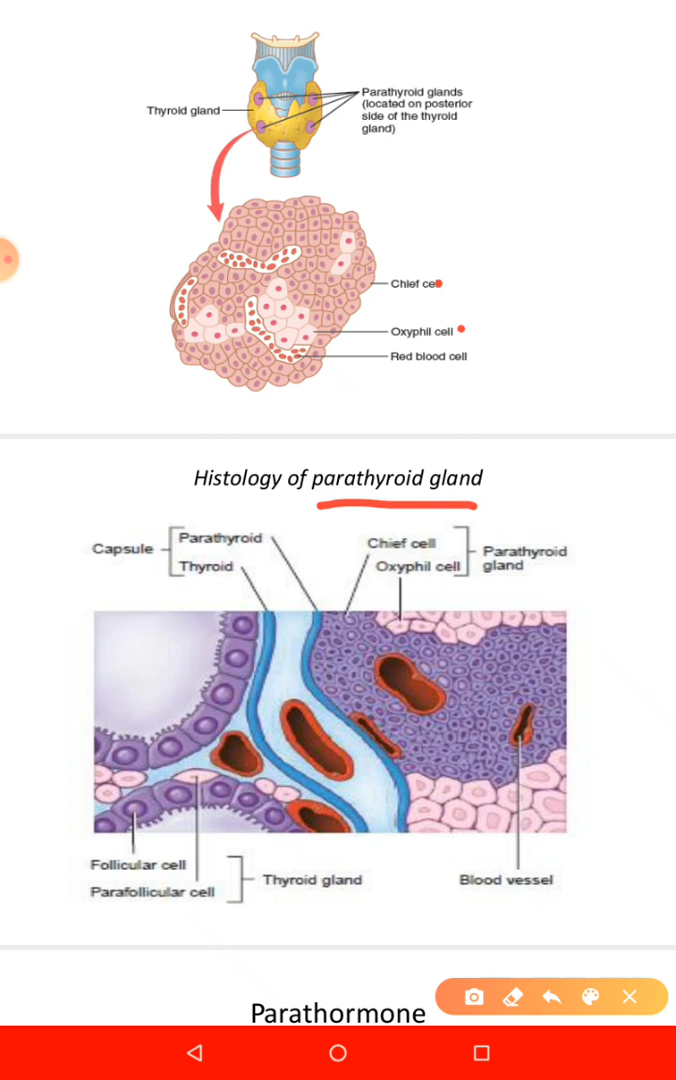 Thyroid gland
Parathyroid glands
(located on posterior
side of the thyroid
gland)
Chief cell
Oxyphil cell
Red blood cell
Histology of parathyroid gland
Capsule
Parathyroid
Thyroid
Chief cell
Oxyphil cell
Parathyroid
gland
Follicular cell
Parafollicular cell
Thyroid gland
Blood vessel
Parathormone